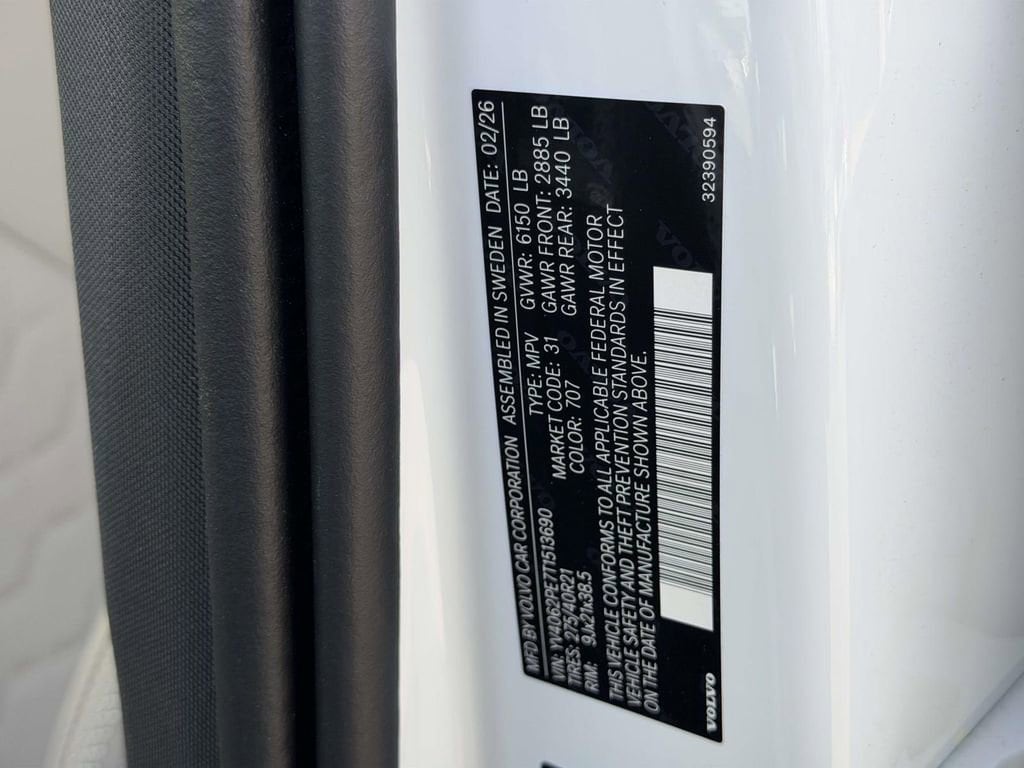 MFD BY VOLVO CAR CORPORATION ASSEMBLED IN SWEDEN DATE: 02/26
VIN: YV4062PE7T1513690 TYPE: MPV GVWR: 6150 LB
TIRES: 275/40R21 MARKET CODE: 31 GAWR FRONT: 2885 LB
RIM: 9Jx21x38.5 COLOR: 707 GAWR REAR: 3440 LB
THIS VEHICLE CONFORMS TO ALL APPLICABLE FEDERAL MOTOR
VEHICLE SAFETY AND THEFT PREVENTION STANDARDS IN EFFECT
ON THE DATE OF MANUFACTURE SHOWN ABOVE.
VOLVO 32390594